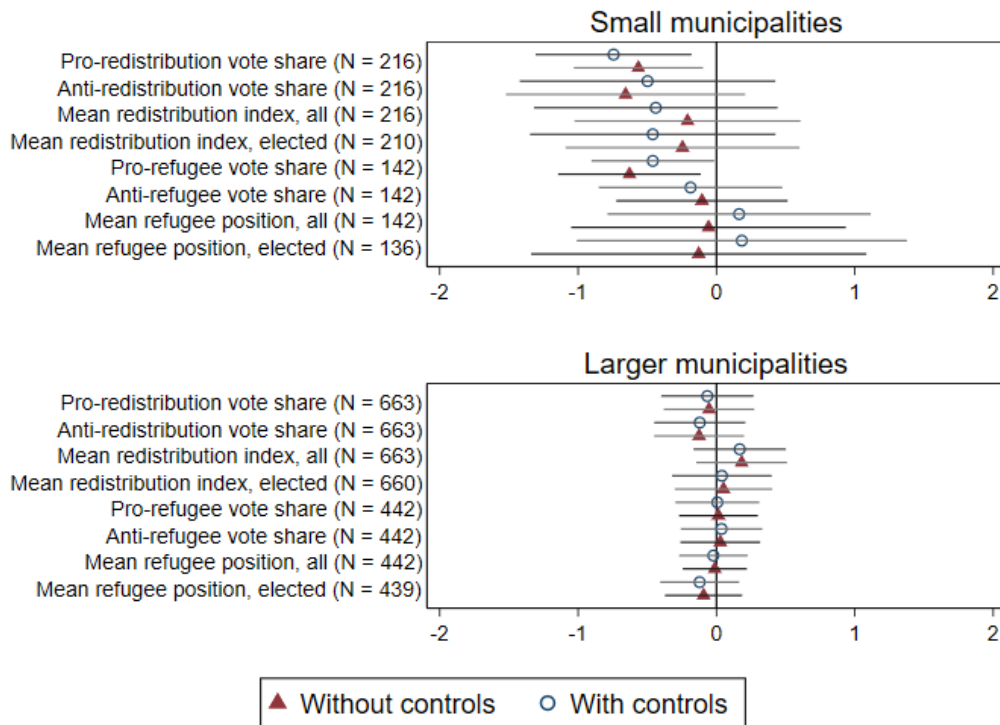 Small municipalities
Pro-redistribution vote share (N = 216)
Anti-redistribution vote share (N = 216)
Mean redistribution index, all (N = 216)
Mean redistribution index, elected (N = 210)
Pro-refugee vote share (N = 142)
Anti-refugee vote share (N = 142)
Mean refugee position, all (N = 142)
Mean refugee position, elected (N = 136)
-2 -1 0 1 2
Larger municipalities
Pro-redistribution vote share (N = 663)
Anti-redistribution vote share (N = 663)
Mean redistribution index, all (N = 663)
Mean redistribution index, elected (N = 660)
Pro-refugee vote share (N = 442)
Anti-refugee vote share (N = 442)
Mean refugee position, all (N = 442)
Mean refugee position, elected (N = 439)
-2 -1 0 1 2
Without controls With controls